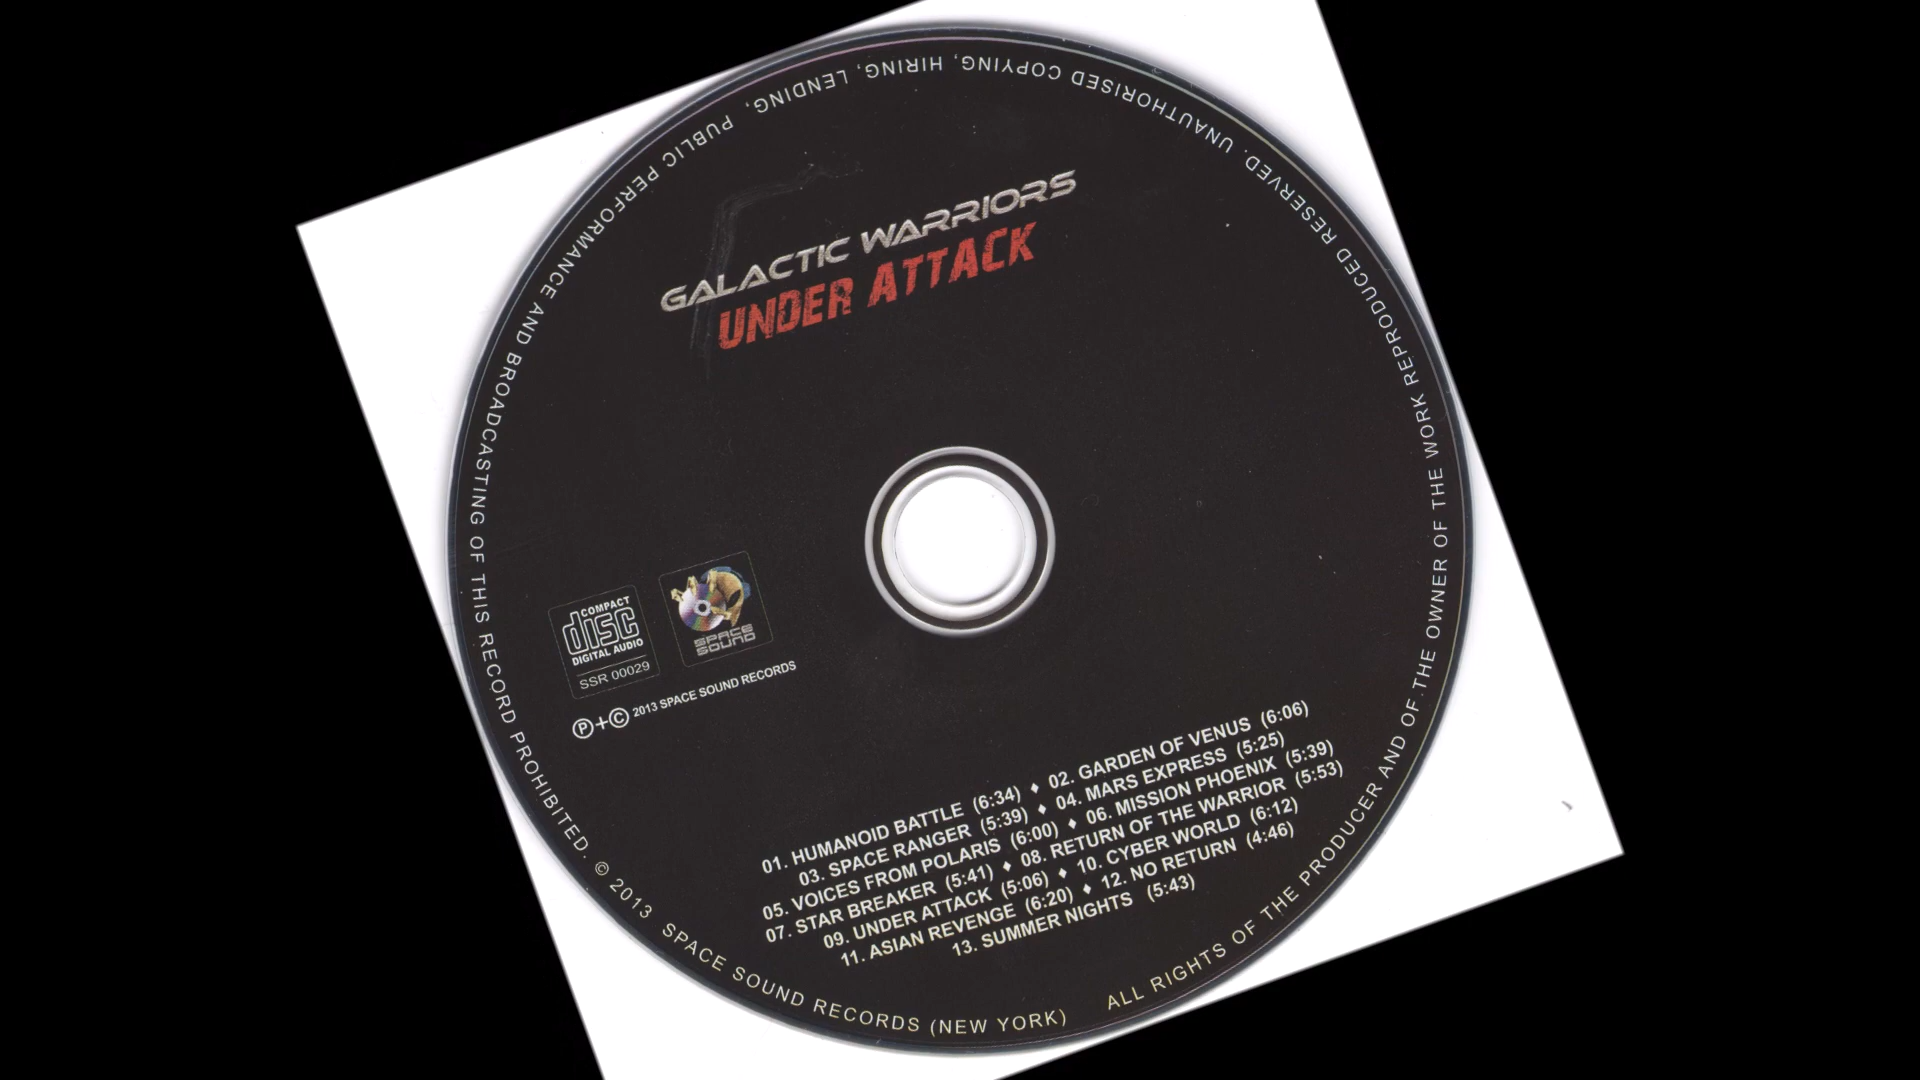 GALACTIC WARRIORS
UNDER ATTACK
COMPACT
disc
DIGITAL AUDIO
SSR 00029
SPACE
SOUND
Ⓟ+© 2013 SPACE SOUND RECORDS
01. HUMANOID BATTLE (6:34) ♦ 02. GARDEN OF VENUS (6:06)
03. SPACE RANGER (5:39) ♦ 04. MARS EXPRESS (5:25)
05. VOICES FROM POLARIS (6:00) ♦ 06. MISSION PHOENIX (5:39)
07. STAR BREAKER (5:41) ♦ 08. RETURN OF THE WARRIOR (5:53)
09. UNDER ATTACK (5:06) ♦ 10. CYBER WORLD (6:12)
11. ASIAN REVENGE (6:20) ♦ 12. NO RETURN (4:46)
13. SUMMER NIGHTS (5:43)
ALL RIGHTS OF THE PRODUCER AND OF THE OWNER OF THE WORK REPRODUCED RESERVED. UNAUTHORISED COPYING, HIRING, LENDING, PUBLIC PERFORMANCE AND BROADCASTING OF THIS RECORD PROHIBITED. © 2013 SPACE SOUND RECORDS (NEW YORK)